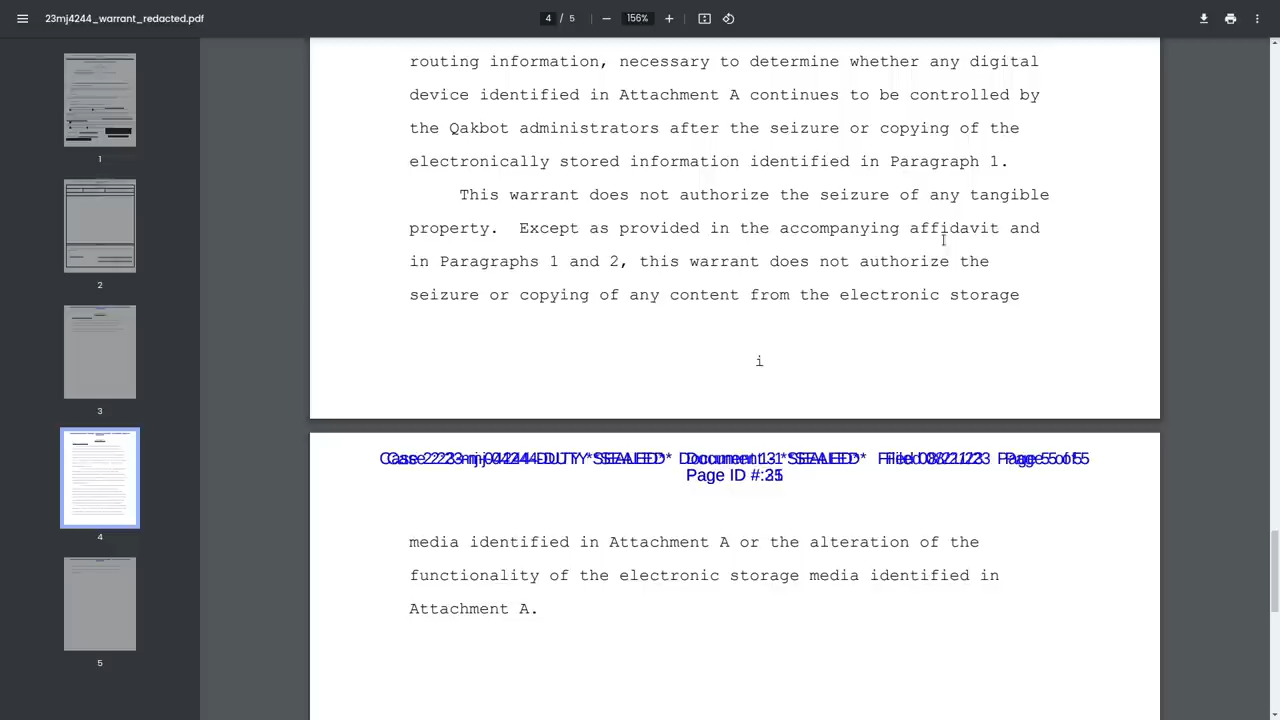 23mj4244_warrant_redacted.pdf
4 / 5
156%
1
2
3
4
5
routing information, necessary to determine whether any digital
device identified in Attachment A continues to be controlled by
the Qakbot administrators after the seizure or copying of the
electronically stored information identified in Paragraph 1.
This warrant does not authorize the seizure of any tangible
property. Except as provided in the accompanying affidavit and
in Paragraphs 1 and 2, this warrant does not authorize the
seizure or copying of any content from the electronic storage
i
Page ID #:
media identified in Attachment A or the alteration of the
functionality of the electronic storage media identified in
Attachment A.